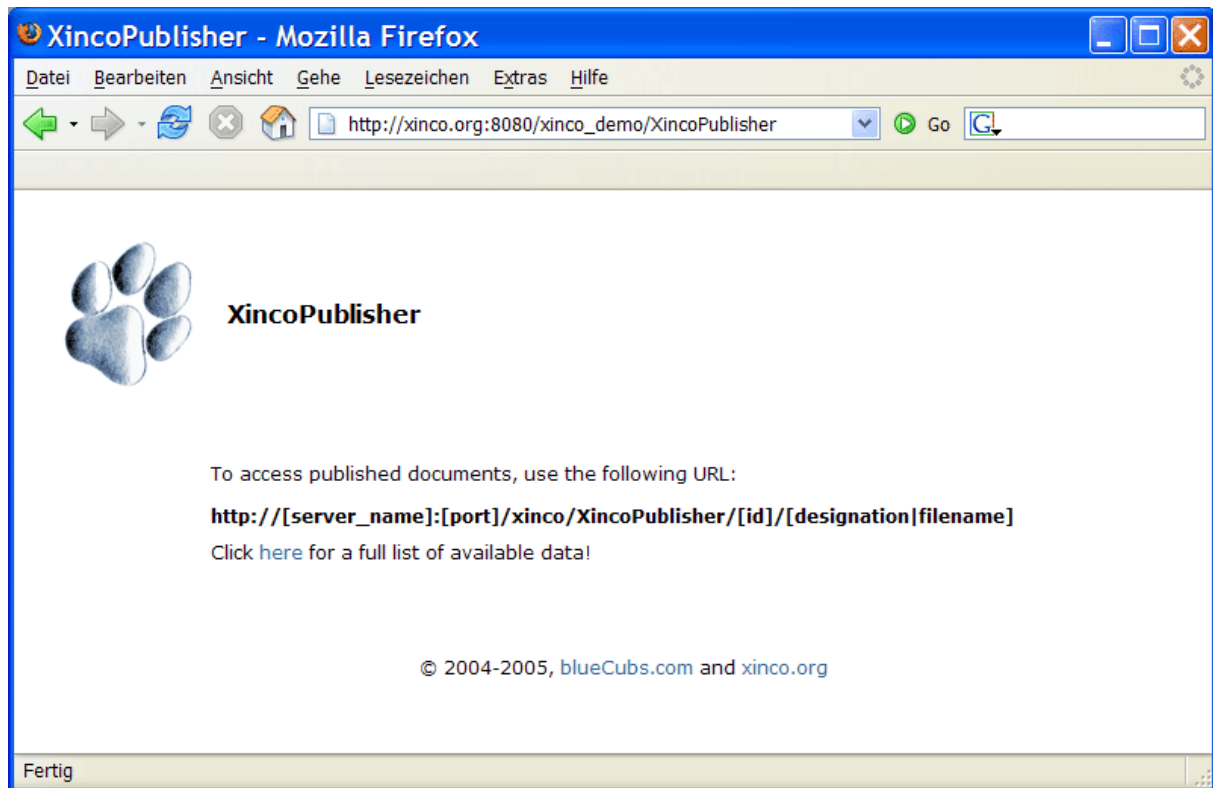 XincoPublisher - Mozilla Firefox
Datei Bearbeiten Ansicht Gehe Lesezeichen Extras Hilfe
http://xinco.org:8080/xinco_demo/XincoPublisher Go G
XincoPublisher
To access published documents, use the following URL:
http://[server_name]:[port]/xinco/XincoPublisher/[id]/[designation|filename]
Click here for a full list of available data!
© 2004-2005, blueCubs.com and xinco.org
Fertig